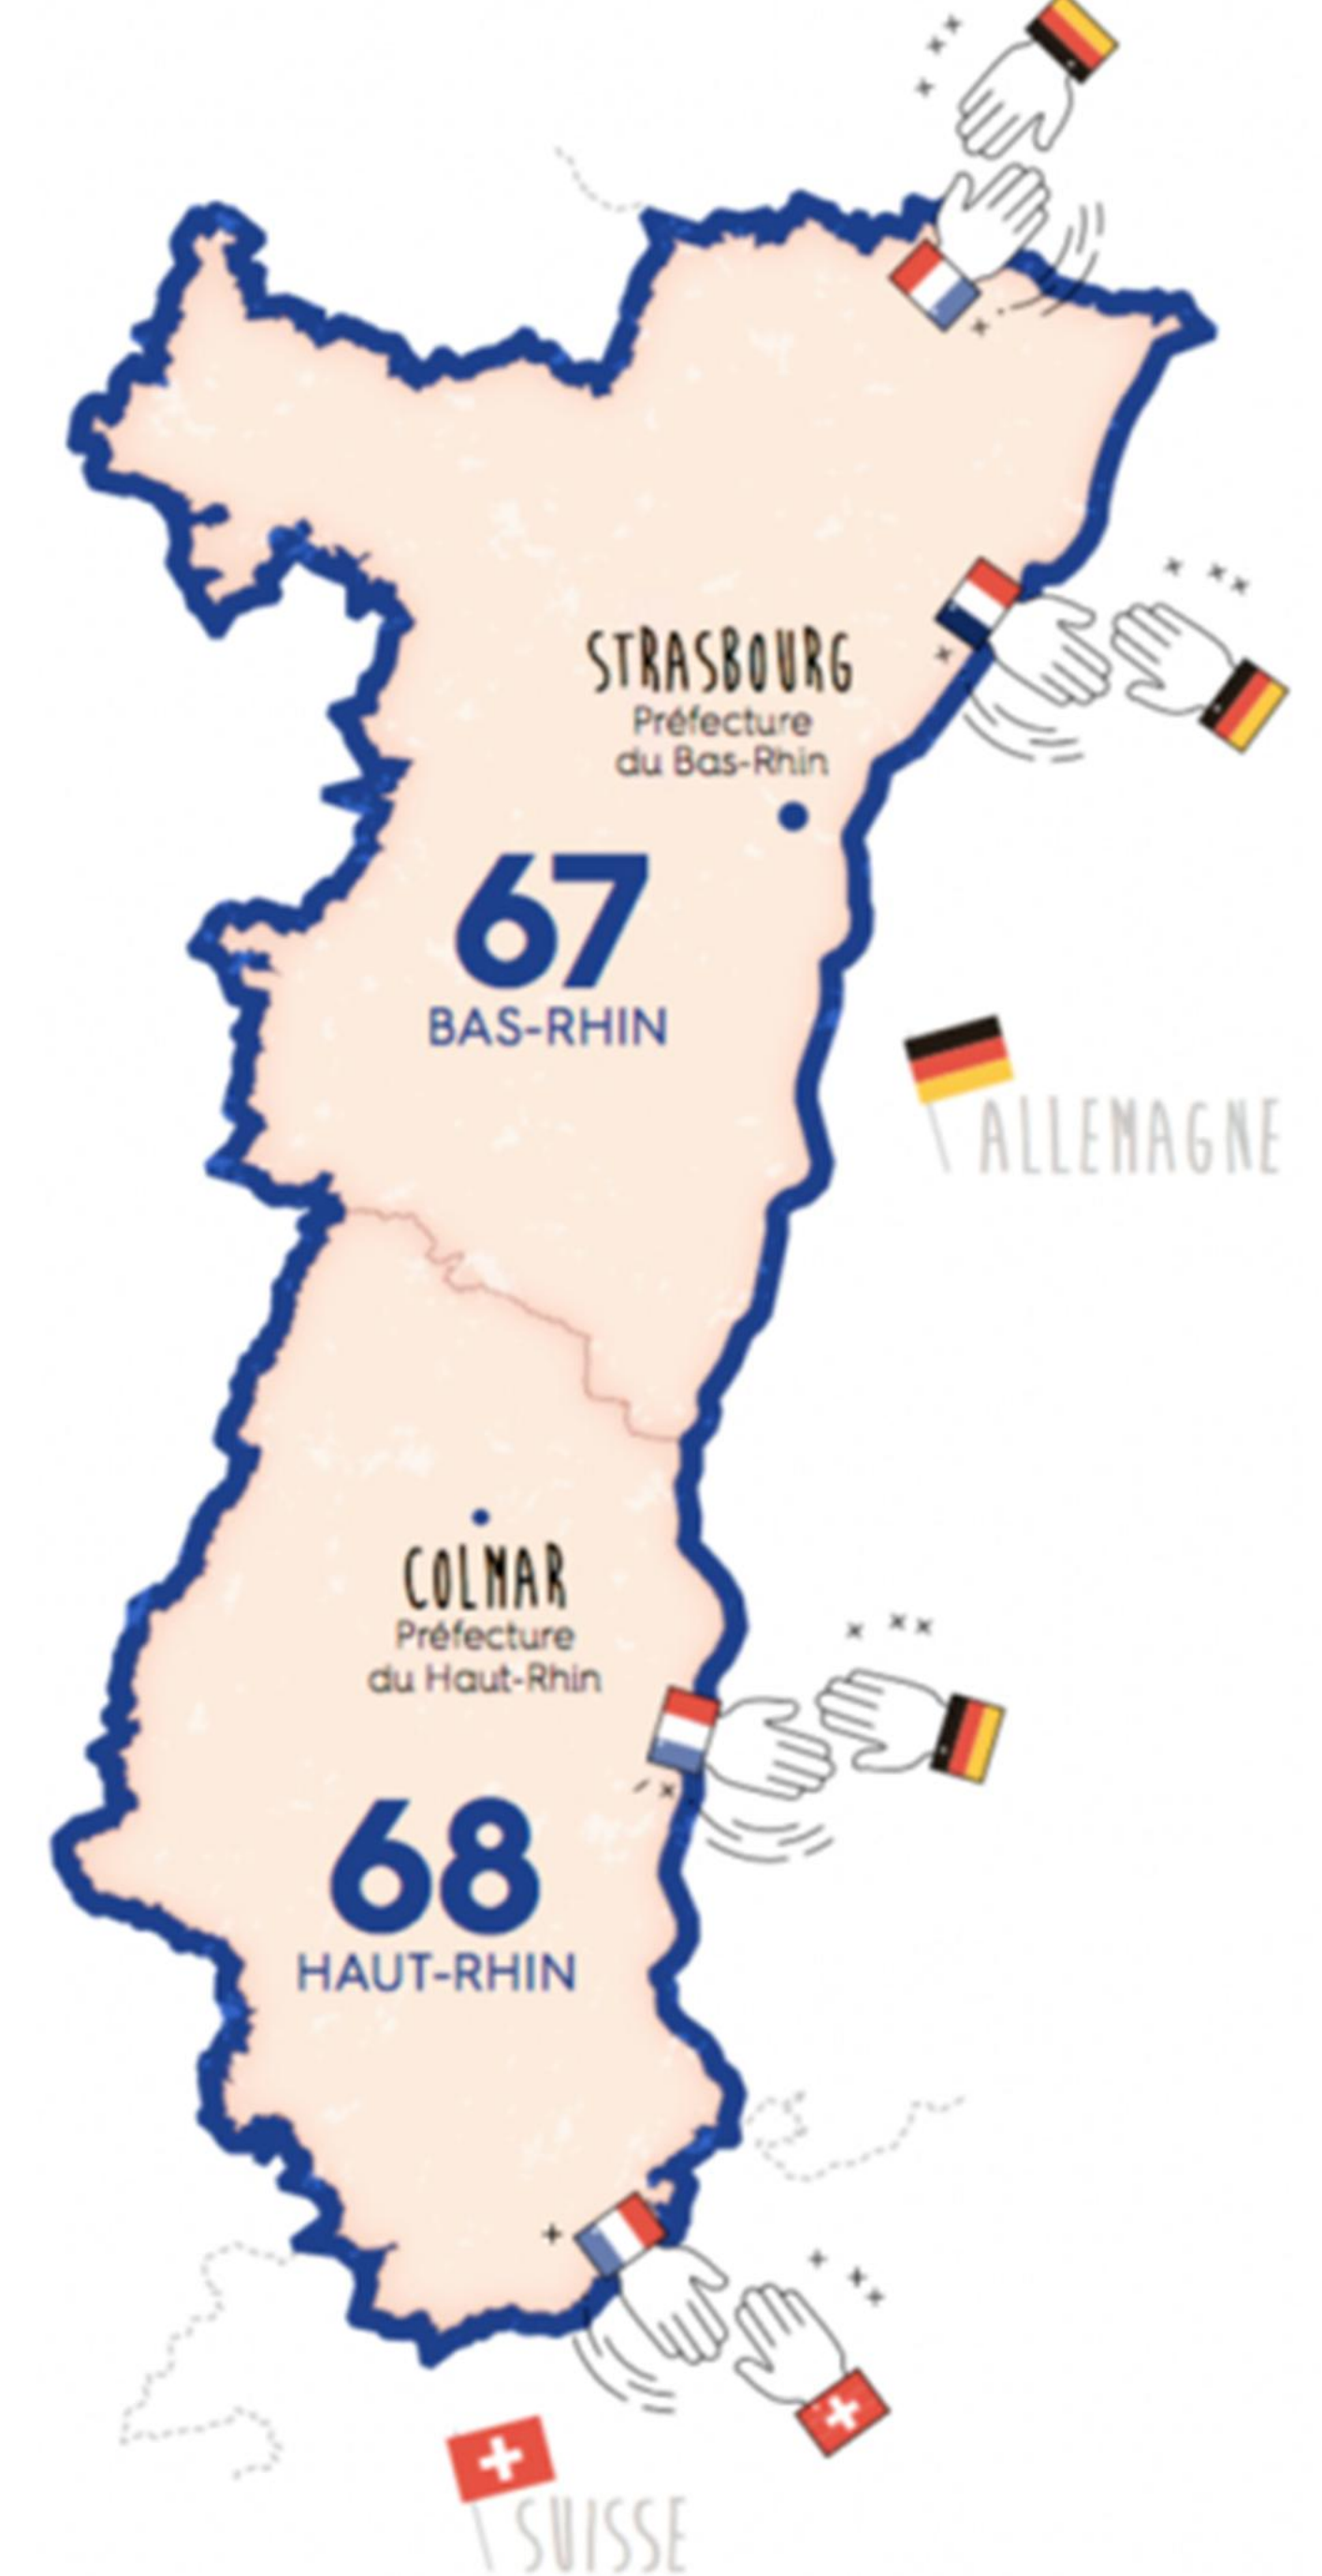 STRASBOURG
Préfecture
du Bas-Rhin
67
BAS-RHIN
ALLEMAGNE
COLMAR
Préfecture
du Haut-Rhin
68
HAUT-RHIN
SUISSE